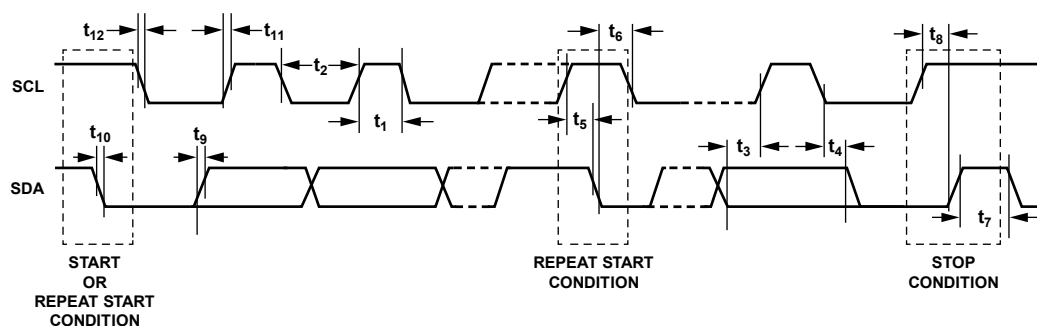 t12
t11
t2
t6
t8
SCL
t1
t5
t10
t9
t3
t4
SDA
t7
START
OR
REPEAT START
CONDITION
REPEAT START
CONDITION
STOP
CONDITION